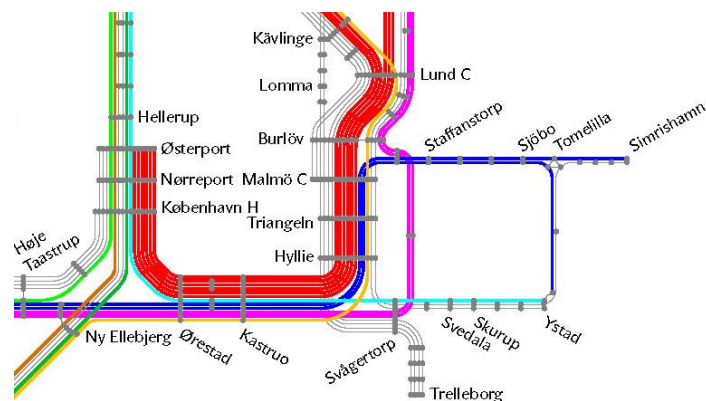 Kävlinge
Lund C
Lomma
Hellerup
Burlöv
Staffanstorp
Sjöbo
Tomelilla
Simrishamn
Østerport
Nørreport
Malmö C
København H
Triangeln
Høje
Taastrup
Hyllie
Ny Ellebjerg
Ørestad
Kastruo
Svågertorp
Svedala
Skurup
Ystad
Trelleborg